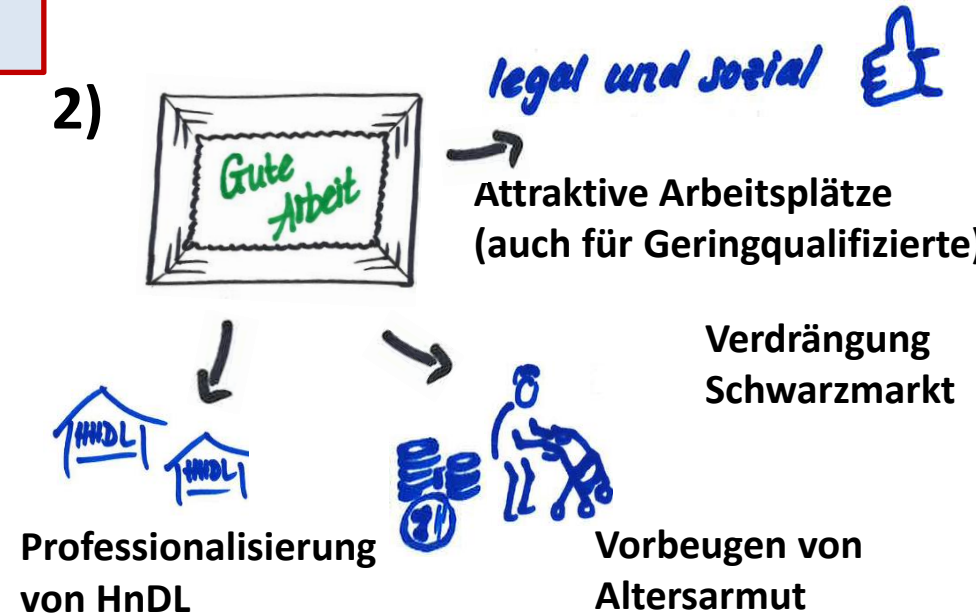 2)
legal und sozial
Gute
Arbeit
Attraktive Arbeitsplätze
(auch für Geringqualifizierte)
Verdrängung
Schwarzmarkt
HHDL
HHDL
Professionalisierung
von HnDL
Vorbeugen von
Altersarmut